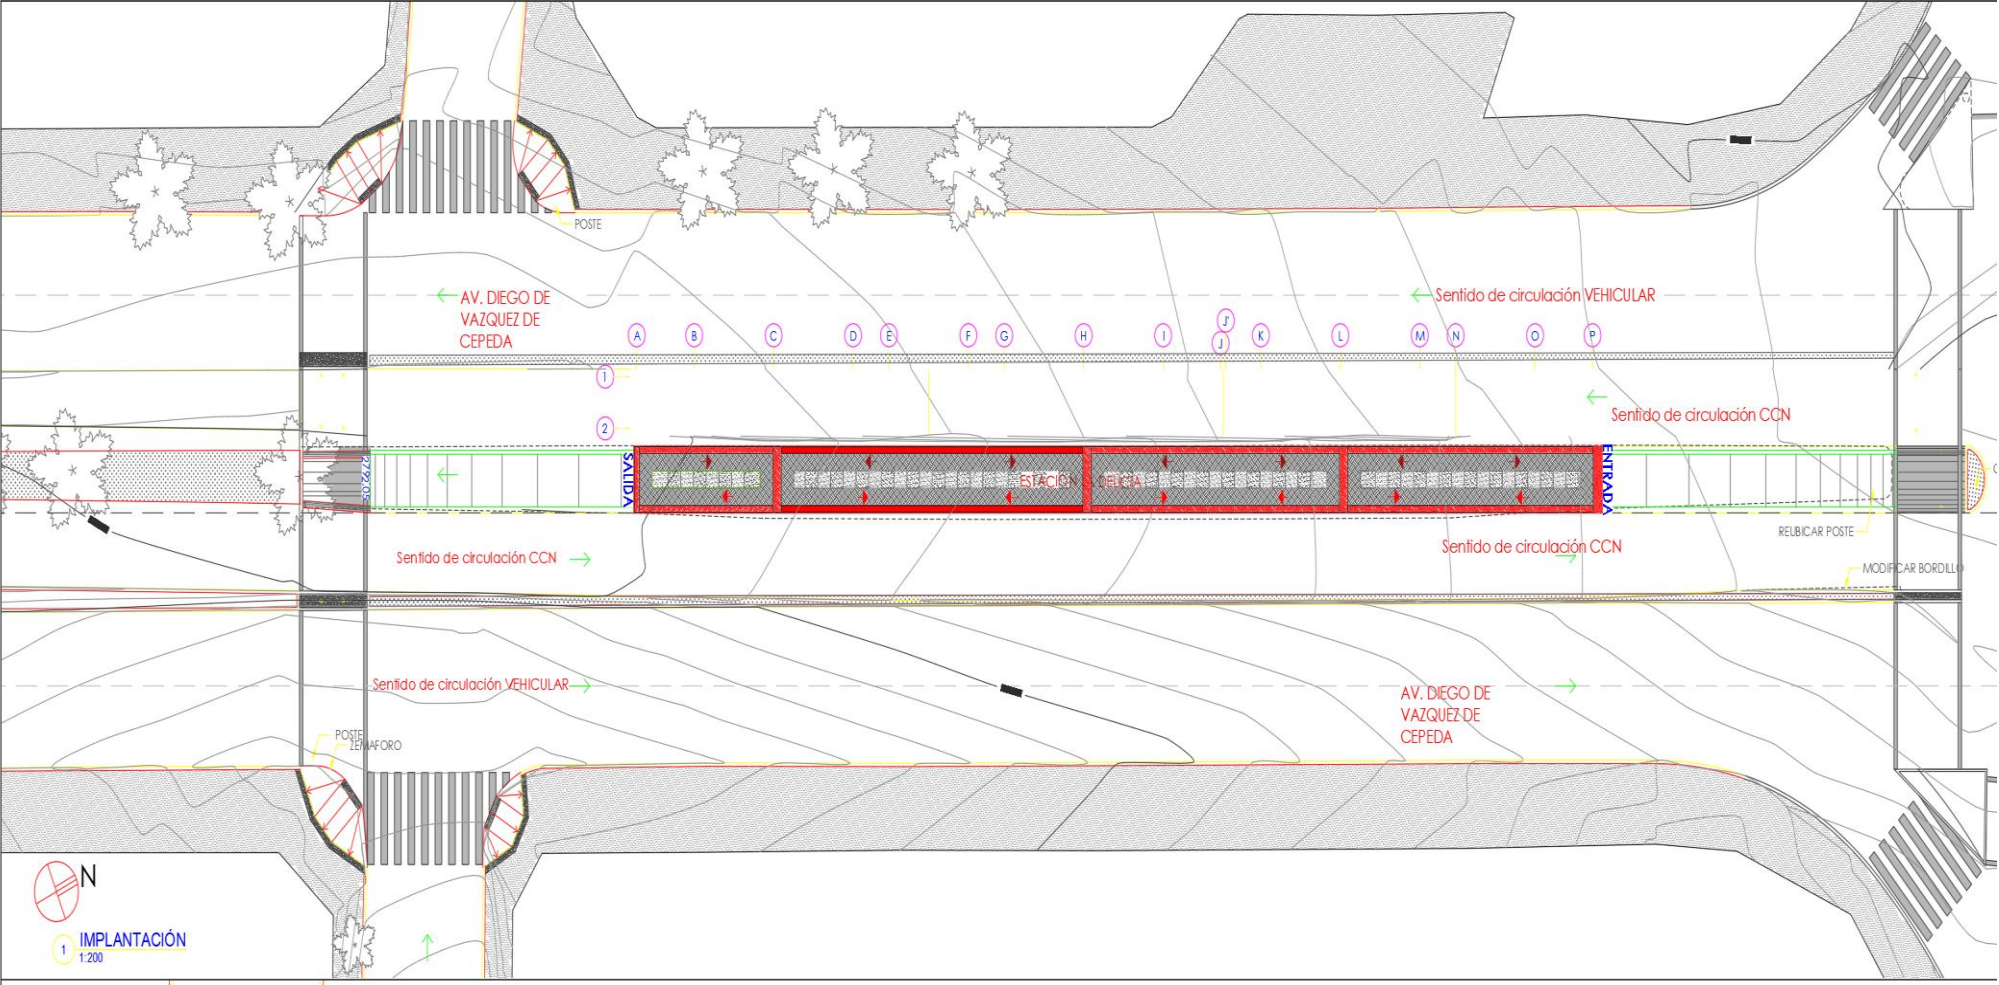 POSTE
AV. DIEGO DE
VAZQUEZ DE
CEPEDA
Sentido de circulación VEHICULAR
J'
A B C D E F G H I J K L M N O P
1
Sentido de circulación CCN
2
SALIDA
ENTRADA
2792.05
ESTACIÓN
DELICIA
REUBICAR POSTE
Sentido de circulación CCN
Sentido de circulación CCN
MODIFICAR BORDILLO
Sentido de circulación VEHICULAR
AV. DIEGO DE
VAZQUEZ DE
CEPEDA
POSTE
ZEMAFORO
N
1 IMPLANTACIÓN
1:200